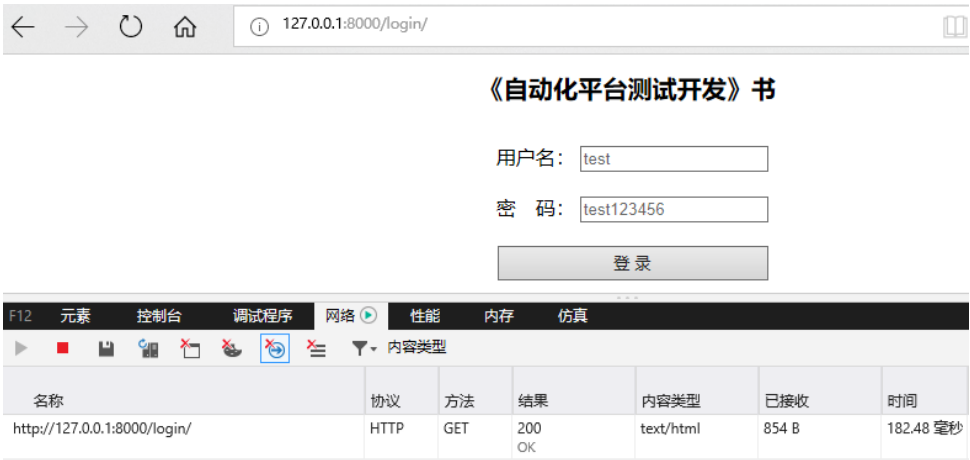 127.0.0.1:8000/login/
《自动化平台测试开发》书
用户名： test
密 码： test123456
登 录
F12 元素 控制台 调试程序 网络 性能 内存 仿真
内容类型
名称 协议 方法 结果 内容类型 已接收 时间
http://127.0.0.1:8000/login/ HTTP GET 200 text/html 854 B 182.48 毫秒
OK